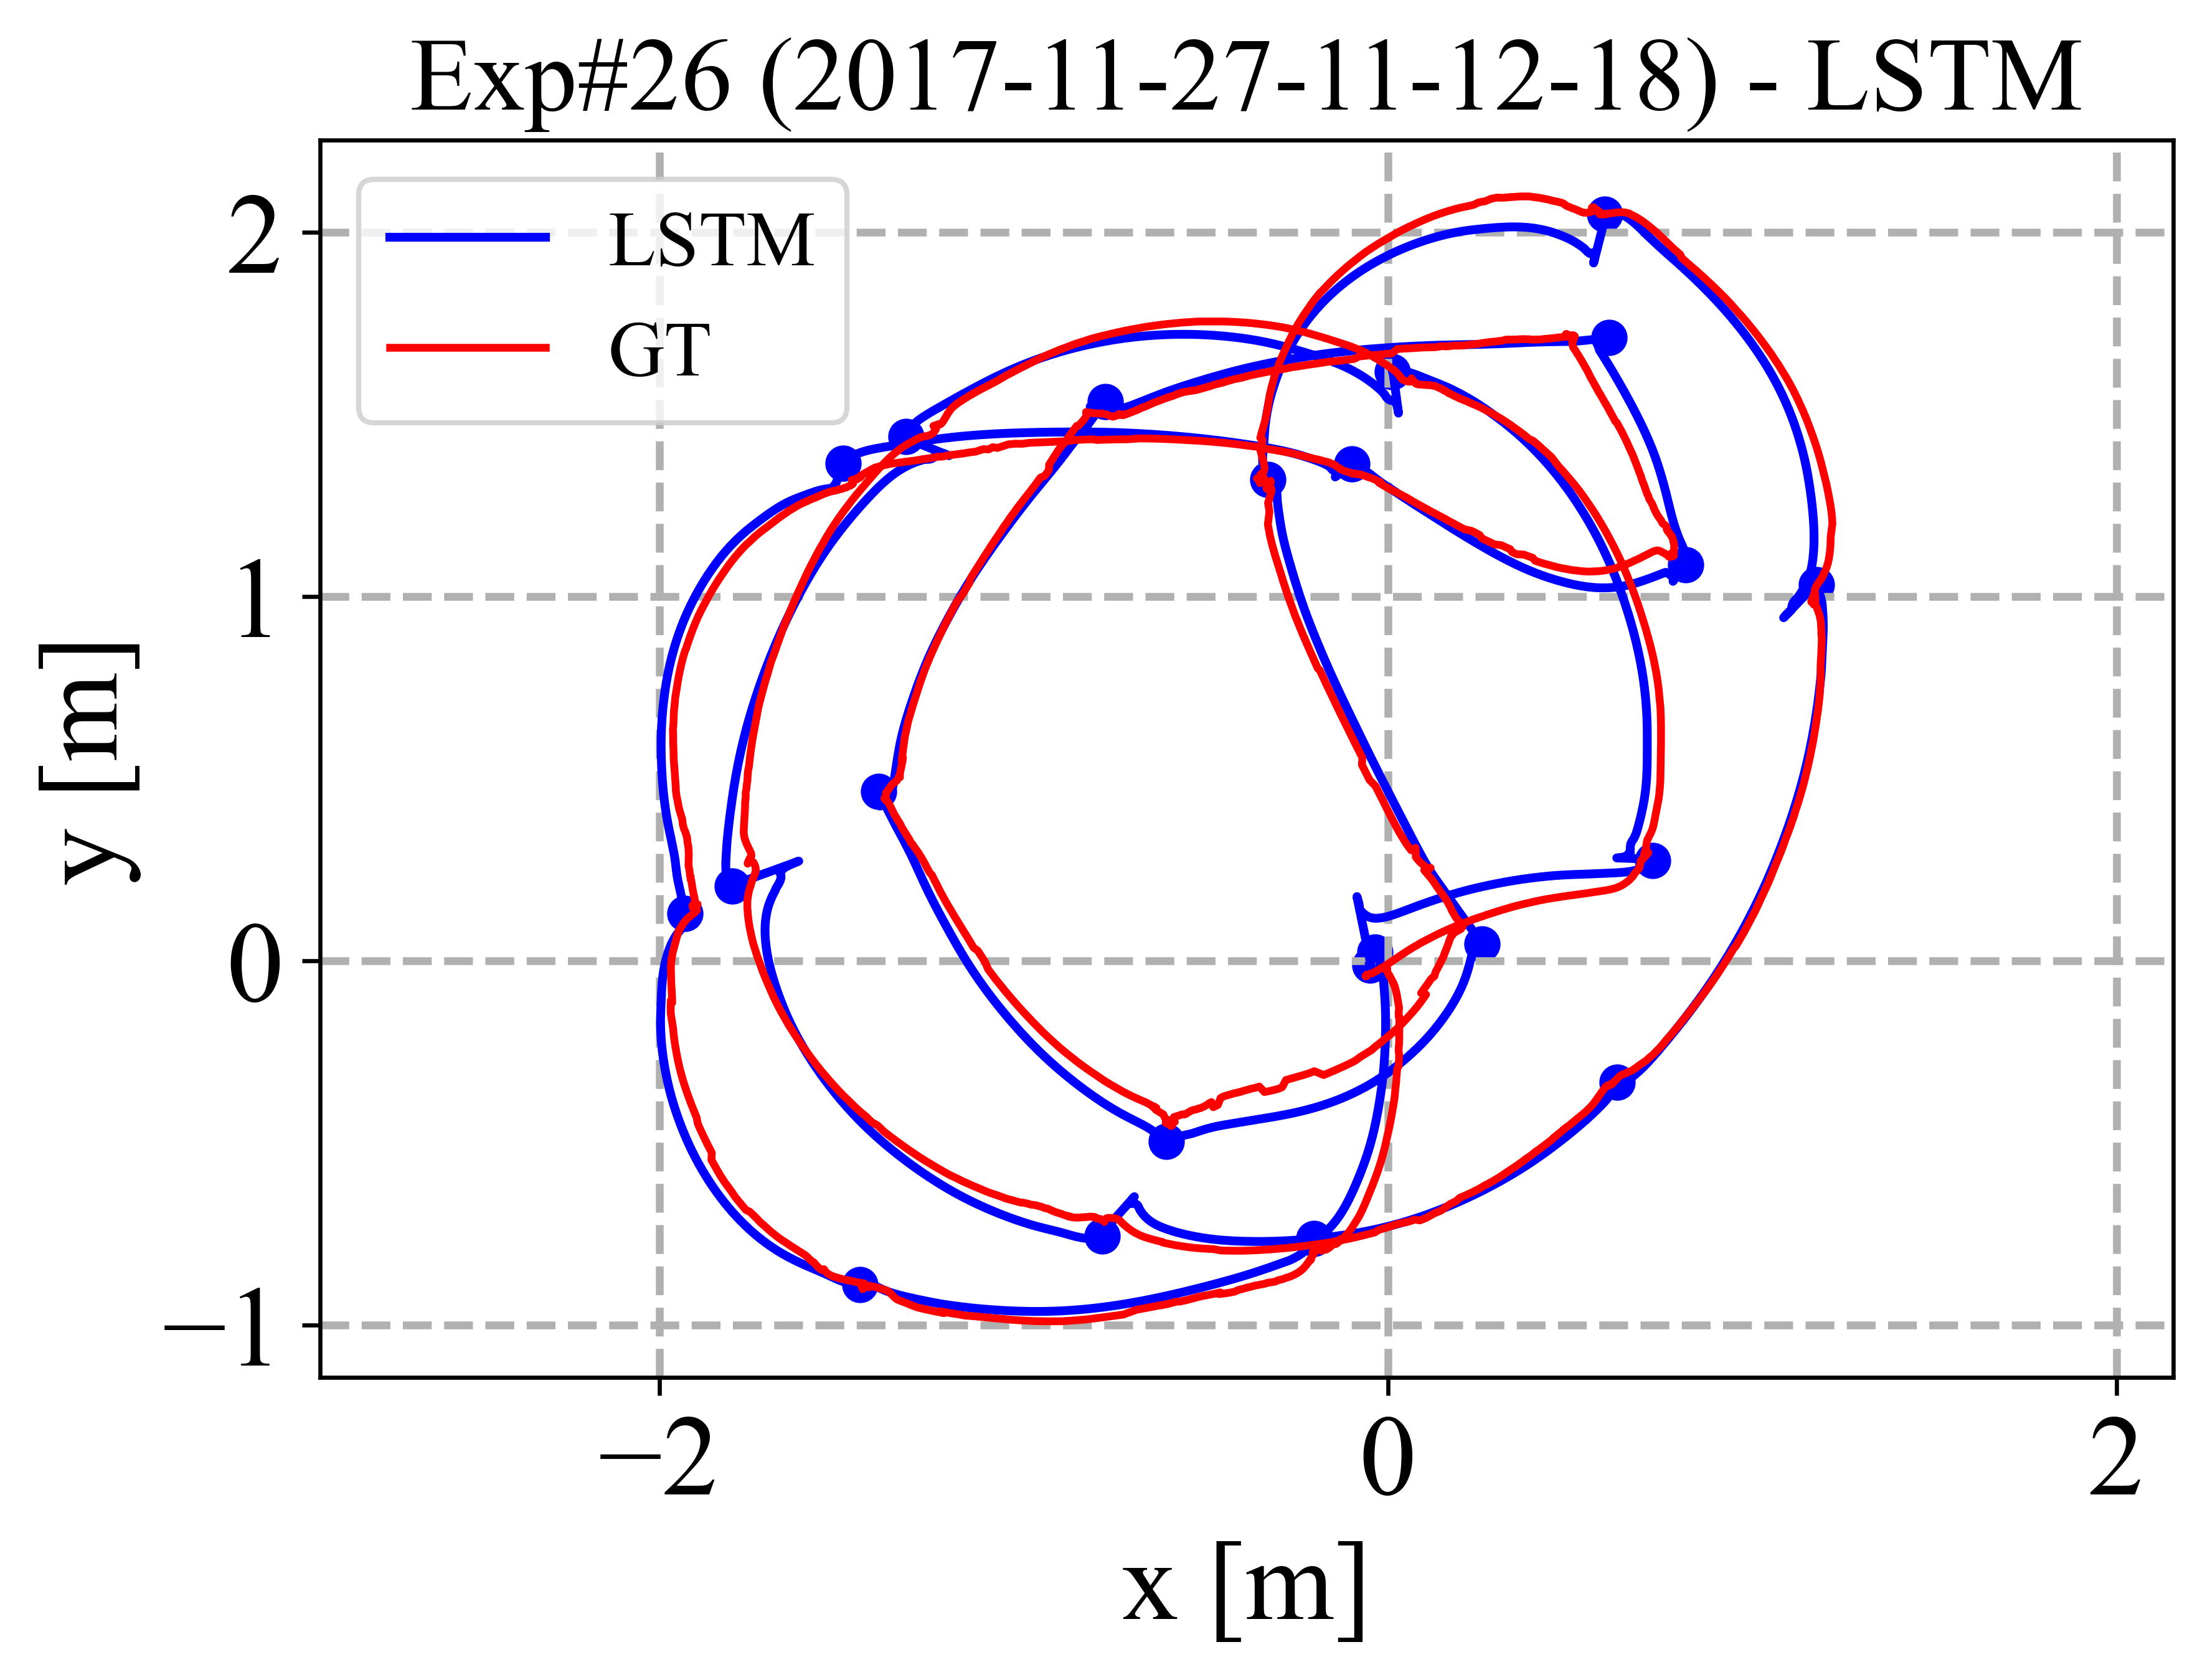 Exp#26 (2017-11-27-11-12-18) - LSTM
LSTM
GT
2
1
0
−1
y [m]
−2
0
2
x [m]